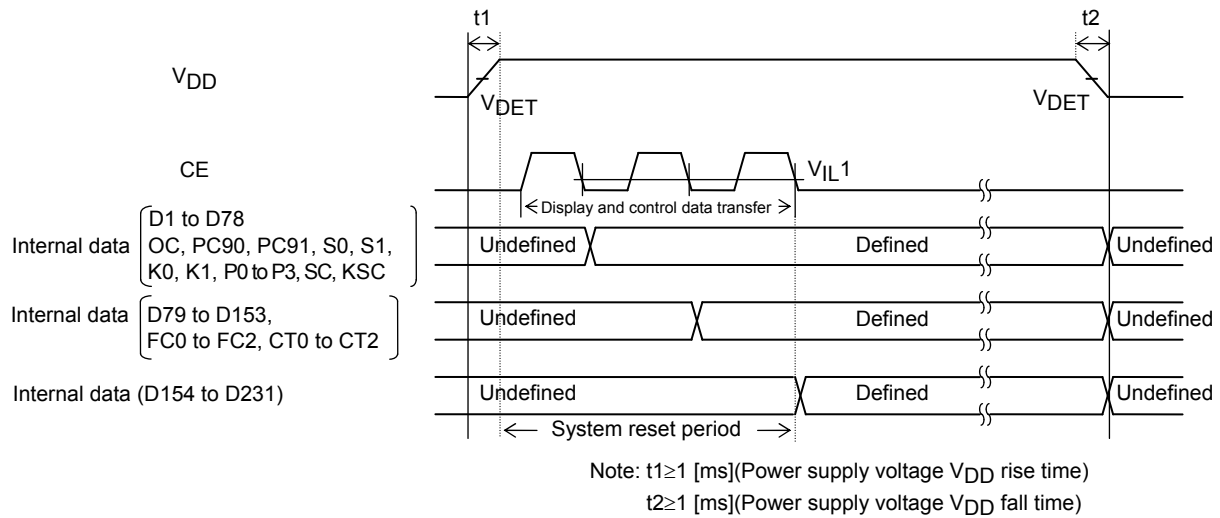 t1
t2
VDD
VDET
VDET
CE
VIL1
Display and control data transfer
Internal data
D1 to D78
OC, PC90, PC91, S0, S1,
K0, K1, P0 to P3, SC, KSC
Undefined
Defined
Undefined
Internal data
D79 to D153,
FC0 to FC2, CT0 to CT2
Undefined
Defined
Undefined
Internal data (D154 to D231)
Undefined
Defined
Undefined
System reset period
Note: t1≥1 [ms](Power supply voltage VDD rise time)
t2≥1 [ms](Power supply voltage VDD fall time)